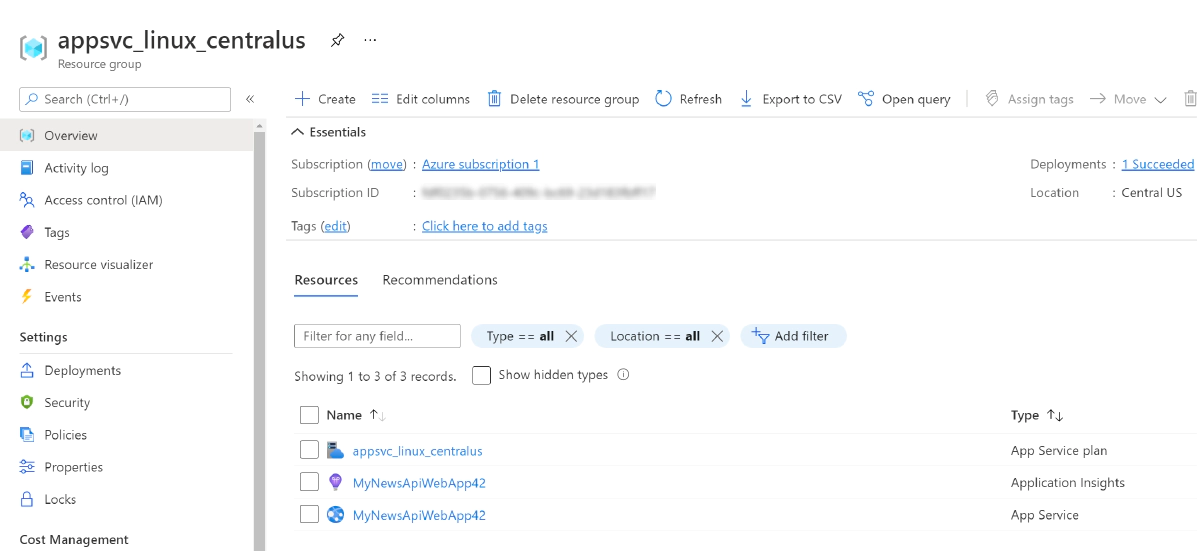 appsvc_linux_centralus ...
Resource group
Search (Ctrl+/) «
Overview
Activity log
Access control (IAM)
Tags
Resource visualizer
Events
Settings
Deployments
Security
Policies
Properties
Locks
Cost Management
Create Edit columns Delete resource group Refresh Export to CSV Open query Assign tags Move
Essentials
Subscription (move) : Azure subscription 1 Deployments : 1 Succeeded
Subscription ID : Location : Central US
Tags (edit) : Click here to add tags
Resources Recommendations
Filter for any field... Type == all Location == all Add filter
Showing 1 to 3 of 3 records. Show hidden types
Name ↑↓ Type ↑↓
appsvc_linux_centralus App Service plan
MyNewsApiWebApp42 Application Insights
MyNewsApiWebApp42 App Service